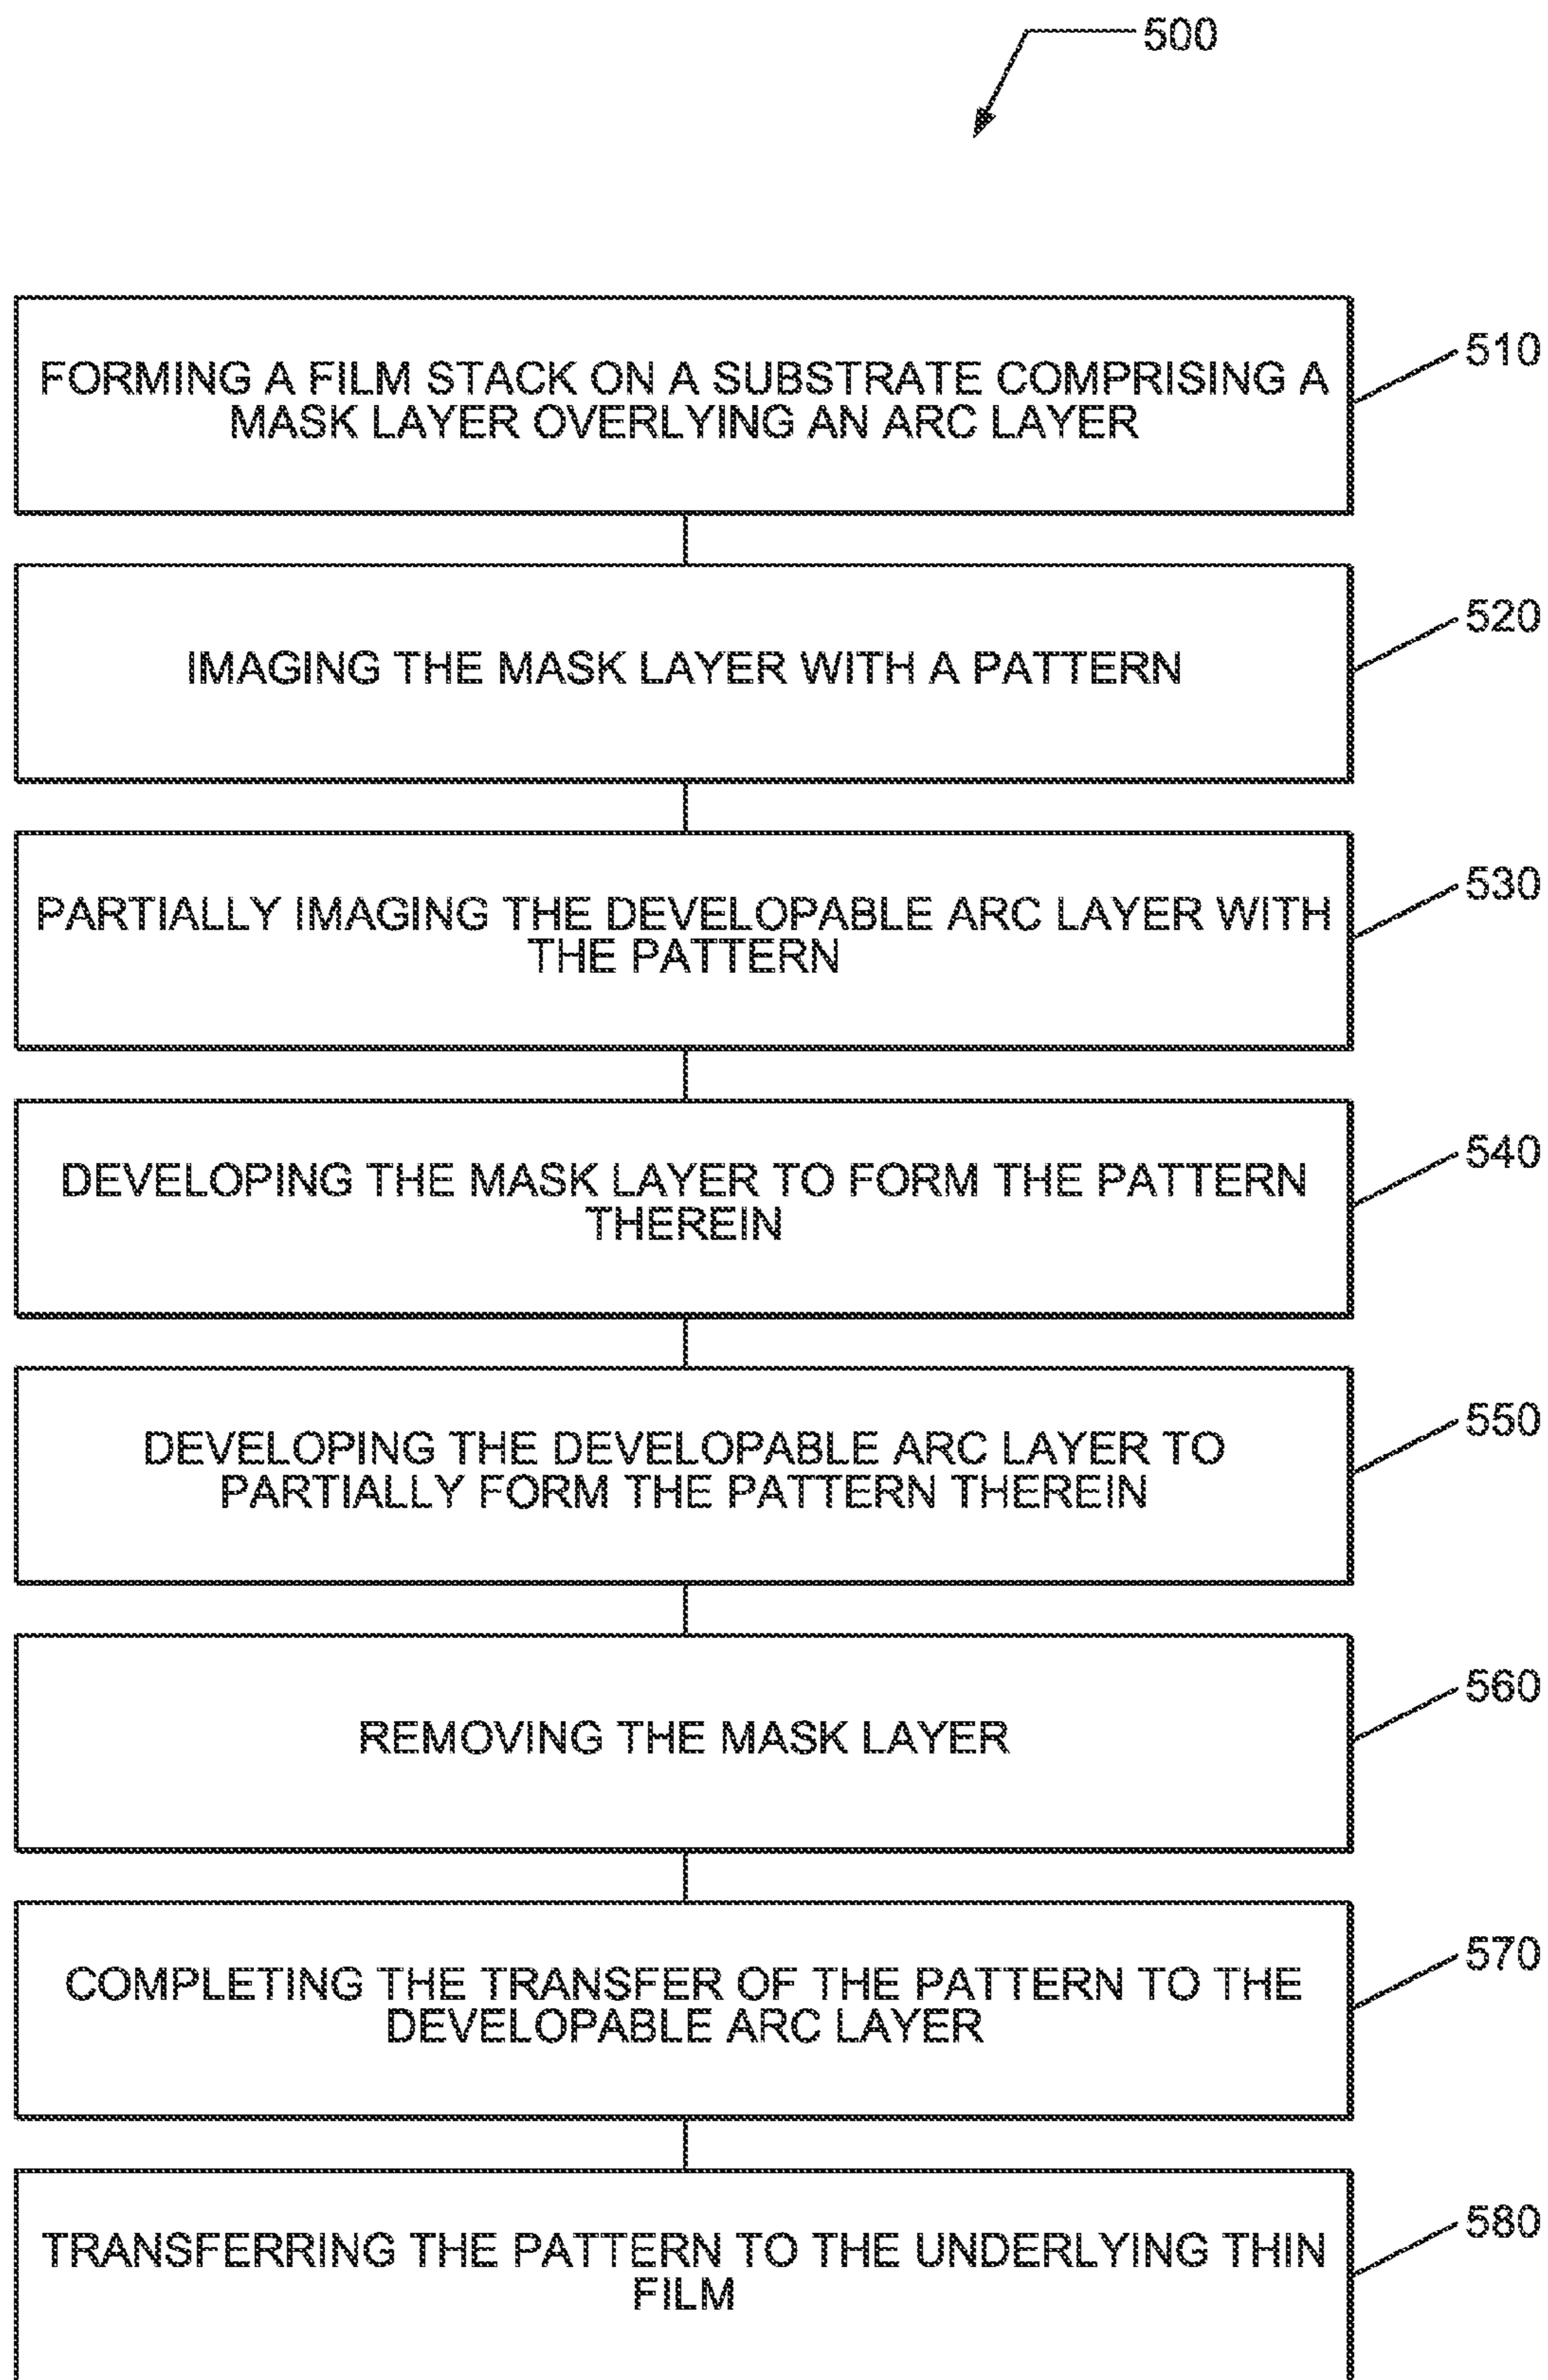 500
FORMING A FILM STACK ON A SUBSTRATE COMPRISING A
MASK LAYER OVERLYING AN ARC LAYER
510
IMAGING THE MASK LAYER WITH A PATTERN
520
PARTIALLY IMAGING THE DEVELOPABLE ARC LAYER WITH
THE PATTERN
530
DEVELOPING THE MASK LAYER TO FORM THE PATTERN
THEREIN
540
DEVELOPING THE DEVELOPABLE ARC LAYER TO
PARTIALLY FORM THE PATTERN THEREIN
550
REMOVING THE MASK LAYER
560
COMPLETING THE TRANSFER OF THE PATTERN TO THE
DEVELOPABLE ARC LAYER
570
TRANSFERRING THE PATTERN TO THE UNDERLYING THIN
FILM
580